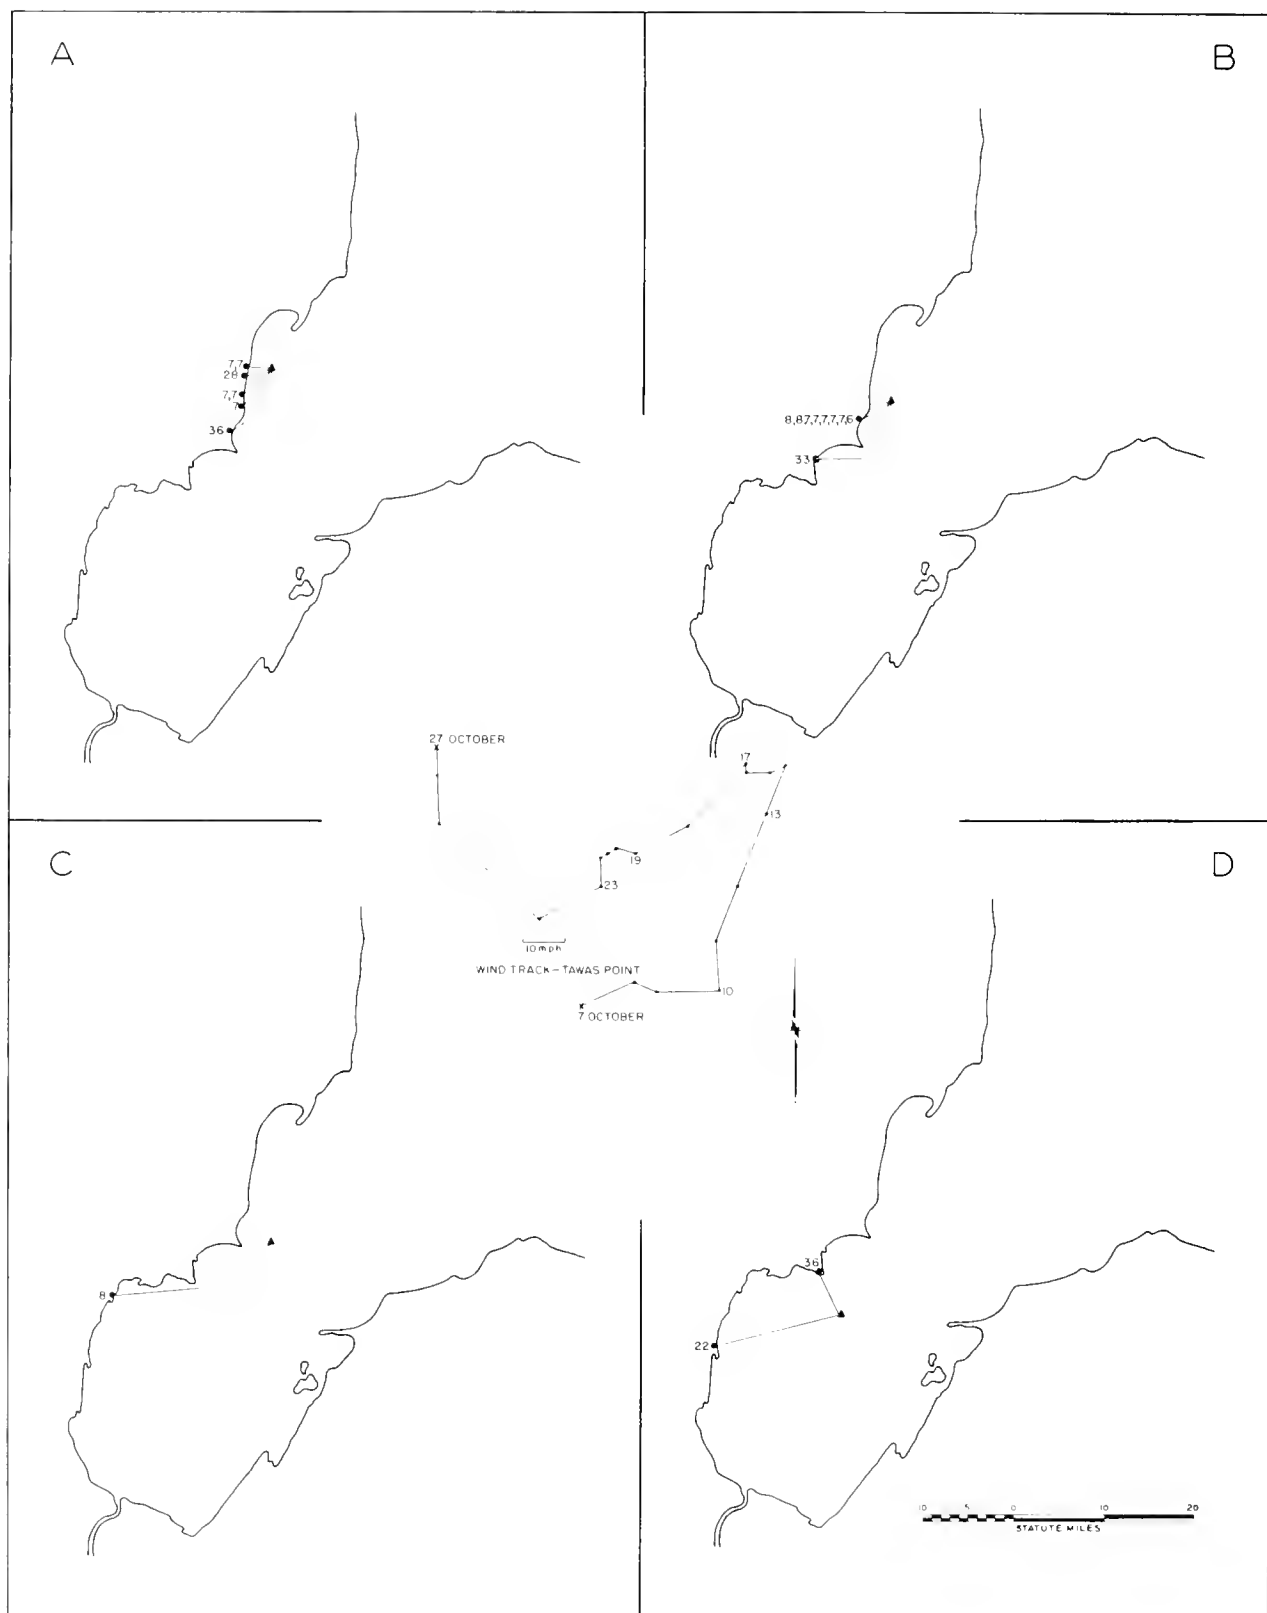 A
B
7,7
28
7,7
7
36
8,8,7,7,7,7,7,6
33
27 OCTOBER
17
13
C
D
19
23
10 mph
WIND TRACK – TAWAS POINT
10
7 OCTOBER
36
8
22
10 5 0 10 20
STATUTE MILES